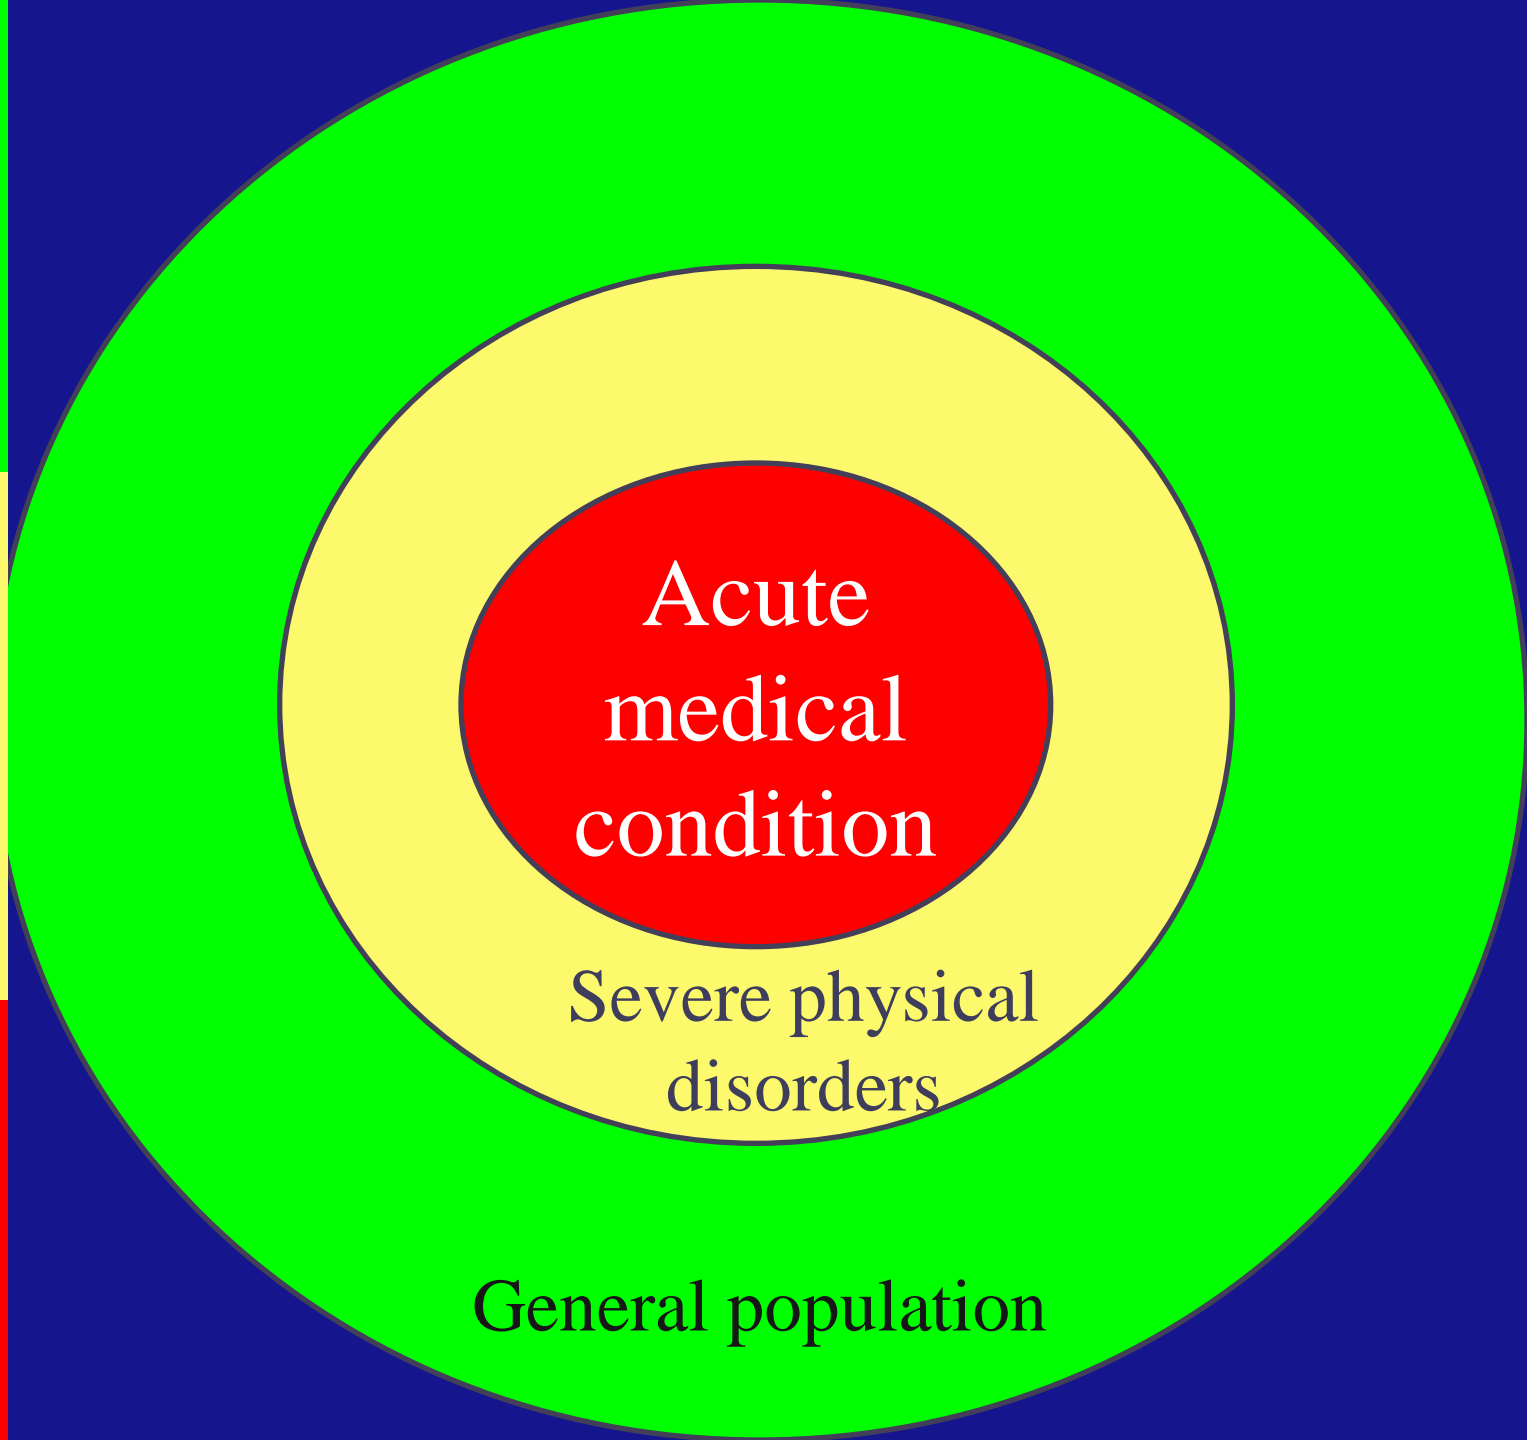 Acute
medical
condition
Severe physical
disorders
General population